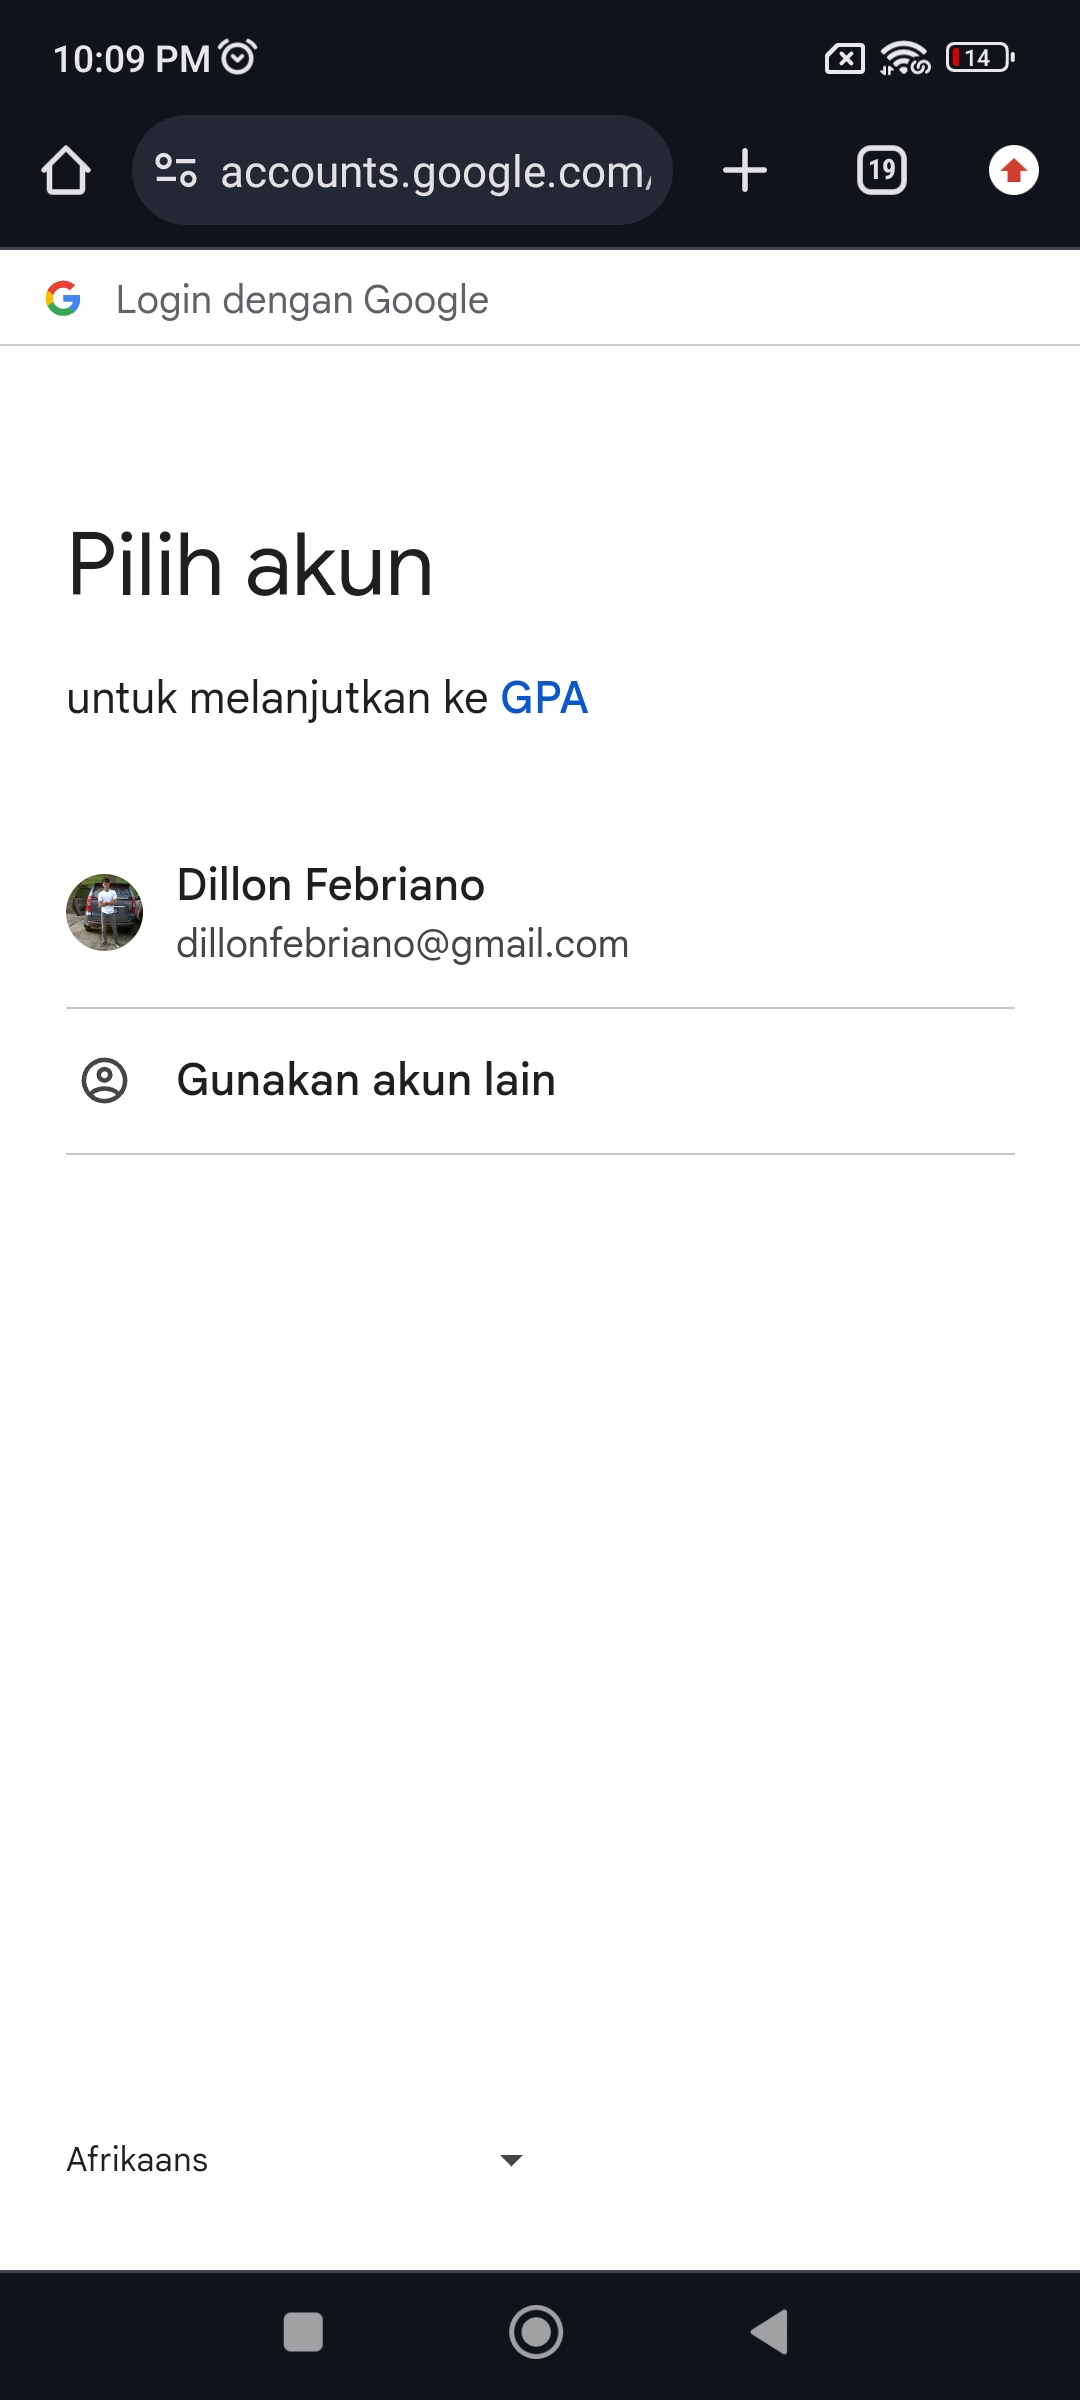 10:09 PM
14
accounts.google.com/
19
Login dengan Google
Pilih akun
untuk melanjutkan ke GPA
Dillon Febriano
dillonfebriano@gmail.com
Gunakan akun lain
Afrikaans